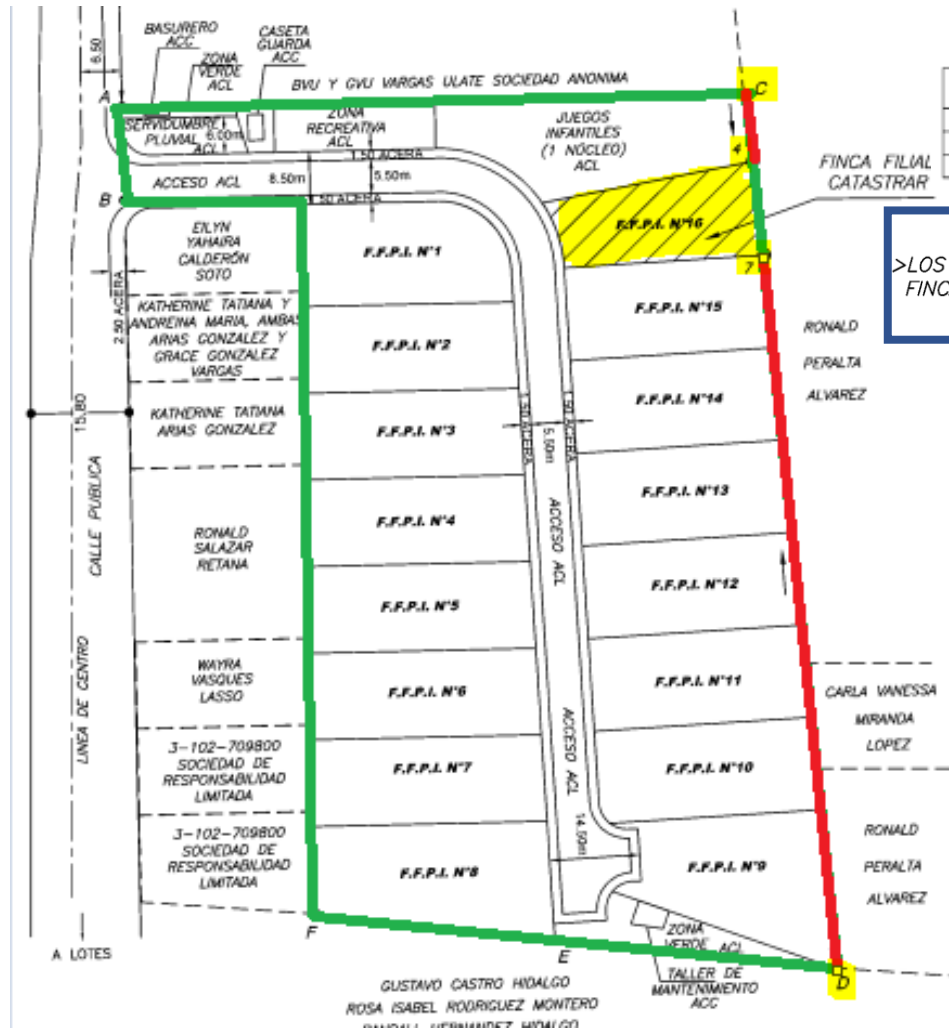 BASURERO
ACC
CASETA
GUARDA
ACC
ZONA
VERDE
ACL
6.50
BVU Y GVU VARGAS ULATE SOCIEDAD ANONIMA
A
C
SERVIDUMBRE
PLUVIAL
ACL
6.00m
ZONA
RECREATIVA
ACL
JUEGOS
INFANTILES
(1 NÚCLEO)
ACL
4
FINCA FILIAL
CATASTRAR
1.50 ACERA
ACCESO ACL
8.50m
5.50m
1.50 ACERA
B
F.F.P.I. N°16
7
>LOS
FINC
EILYN
YAHAIRA
CALDERÓN
SOTO
2.50 ACERA
F.F.P.I. N°1
F.F.P.I. N°15
KATHERINE TATIANA Y
ANDREINA MARIA, AMBAS
ARIAS GONZALEZ Y
GRACE GONZALEZ
VARGAS
F.F.P.I. N°2
RONALD
PERALTA
ALVAREZ
F.F.P.I. N°14
15.80
KATHERINE TATIANA
ARIAS GONZALEZ
F.F.P.I. N°3
1.50 ACERA
5.50m
1.50 ACERA
CALLE PUBLICA
F.F.P.I. N°13
RONALD
SALAZAR
RETANA
F.F.P.I. N°4
ACCESO ACL
F.F.P.I. N°12
F.F.P.I. N°5
LINEA DE CENTRO
WAYRA
VASQUES
LASSO
F.F.P.I. N°6
F.F.P.I. N°11
CARLA VANESSA
MIRANDA
LOPEZ
ACCESO ACL
3-102-709800
SOCIEDAD DE
RESPONSABILIDAD
LIMITADA
F.F.P.I. N°7
F.F.P.I. N°10
14.50m
3-102-709800
SOCIEDAD DE
RESPONSABILIDAD
LIMITADA
F.F.P.I. N°8
F.F.P.I. N°9
RONALD
PERALTA
ALVAREZ
F
E
A LOTES
ZONA
VERDE ACL
TALLER DE
MANTENIMIENTO
ACC
D
GUSTAVO CASTRO HIDALGO
ROSA ISABEL RODRIGUEZ MONTERO
RANDALL HERNANDEZ HIDALGO